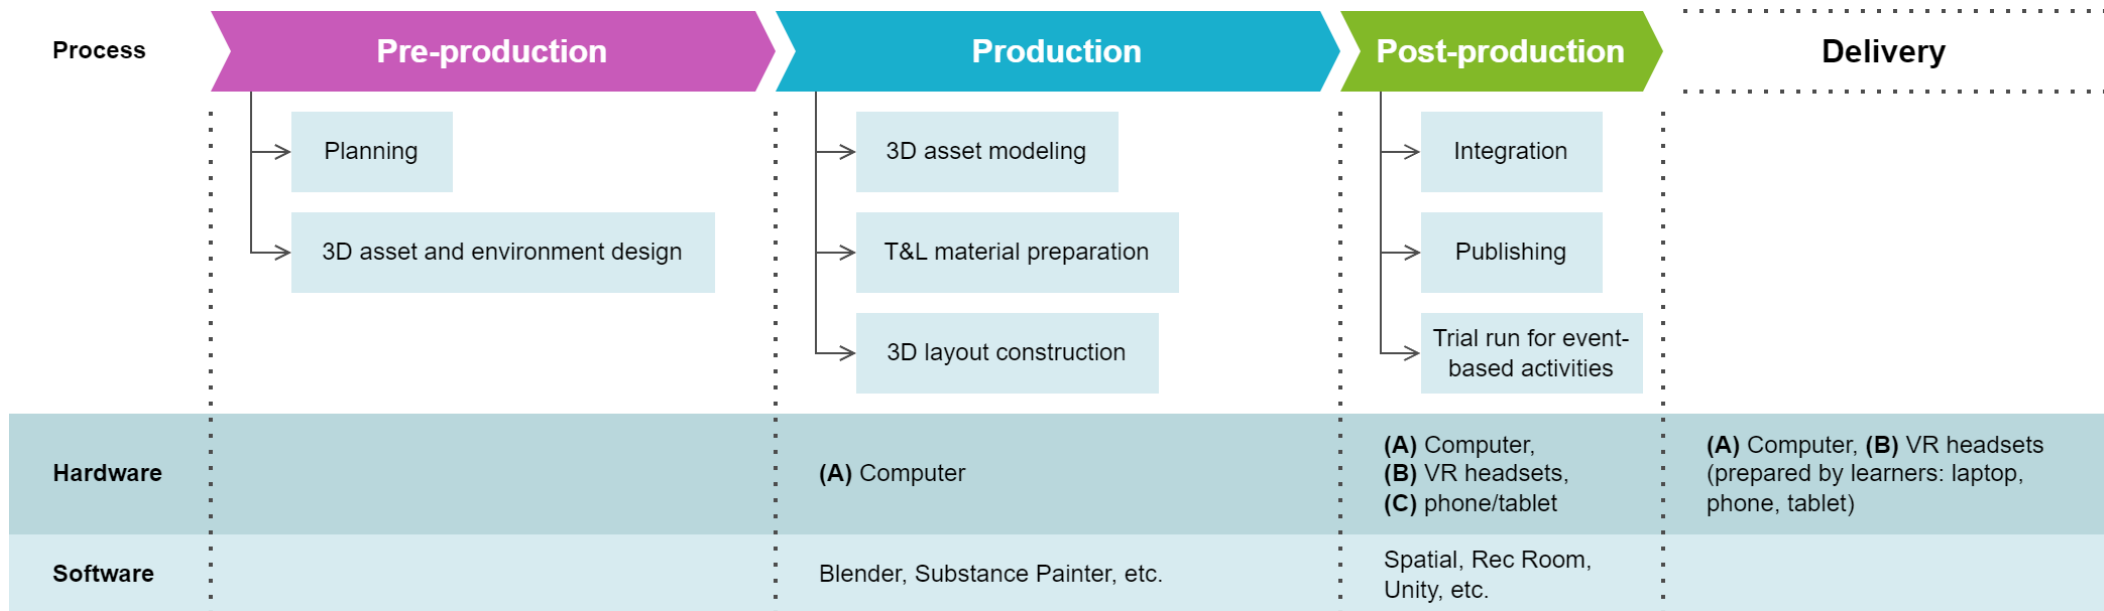 Process
Pre-production
Production
Post-production
Delivery
Planning
3D asset and environment design
3D asset modeling
T&L material preparation
3D layout construction
Integration
Publishing
Trial run for event-
based activities
Hardware
(A) Computer
(A) Computer,
(B) VR headsets,
(C) phone/tablet
(A) Computer, (B) VR headsets
(prepared by learners: laptop,
phone, tablet)
Software
Blender, Substance Painter, etc.
Spatial, Rec Room,
Unity, etc.